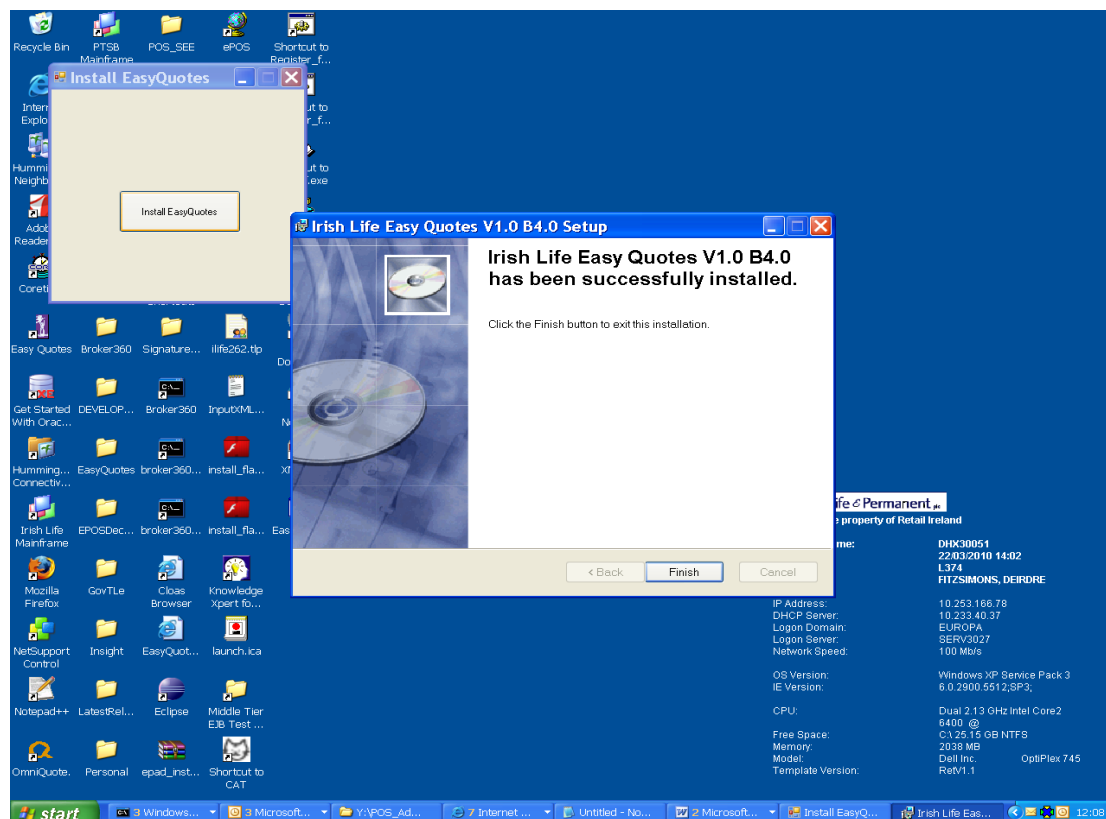 Recycle Bin
PTSB
Mainframe
POS_SEE
ePOS
Shortcut to
Register_f...
Install EasyQuotes
Install EasyQuotes
Easy Quotes
Broker360
Signature...
ilife262.tlp
Get Started
With Orac...
DEVELOP...
Broker360
InputXML...
Humming...
Connectiv...
EasyQuotes
broker360...
install_fla...
Irish Life
Mainframe
EPOSDec...
broker360...
install_fla...
Mozilla
Firefox
GovTLe
Cloas
Browser
Knowledge
Xpert fo...
NetSupport
Control
Insight
EasyQuot...
launch.ica
Notepad++
LatestRel...
Eclipse
Middle Tier
EJB Test ...
OmniQuote.
Personal
epad_inst...
Shortcut to
CAT
Irish Life Easy Quotes V1.0 B4.0 Setup
Irish Life Easy Quotes V1.0 B4.0
has been successfully installed.
Click the Finish button to exit this installation.
< Back
Finish
Cancel
ife & Permanent plc
property of Retail Ireland
me: DHX30051
22/03/2010 14:02
L374
FITZSIMONS, DEIRDRE
IP Address: 10.253.166.78
DHCP Server: 10.233.40.37
Logon Domain: EUROPA
Logon Server: SERV3027
Network Speed: 100 Mb/s
OS Version: Windows XP Service Pack 3
IE Version: 6.0.2900.5512;SP3;
CPU: Dual 2.13 GHz Intel Core2
6400 @
Free Space: C:\ 25.15 GB NTFS
Memory: 2038 MB
Model: Dell Inc. OptiPlex 745
Template Version: RetV1.1
start
3 Windows...
3 Microsoft...
Y:\POS_Ad...
7 Internet ...
Untitled - No...
2 Microsoft...
Install EasyQ...
Irish Life Eas...
12:08